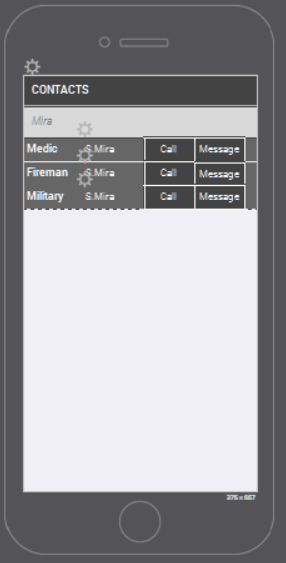 CONTACTS
Mira
Medic S.Mira Call Message
Fireman S.Mira Call Message
Military S.Mira Call Message
375 x 667